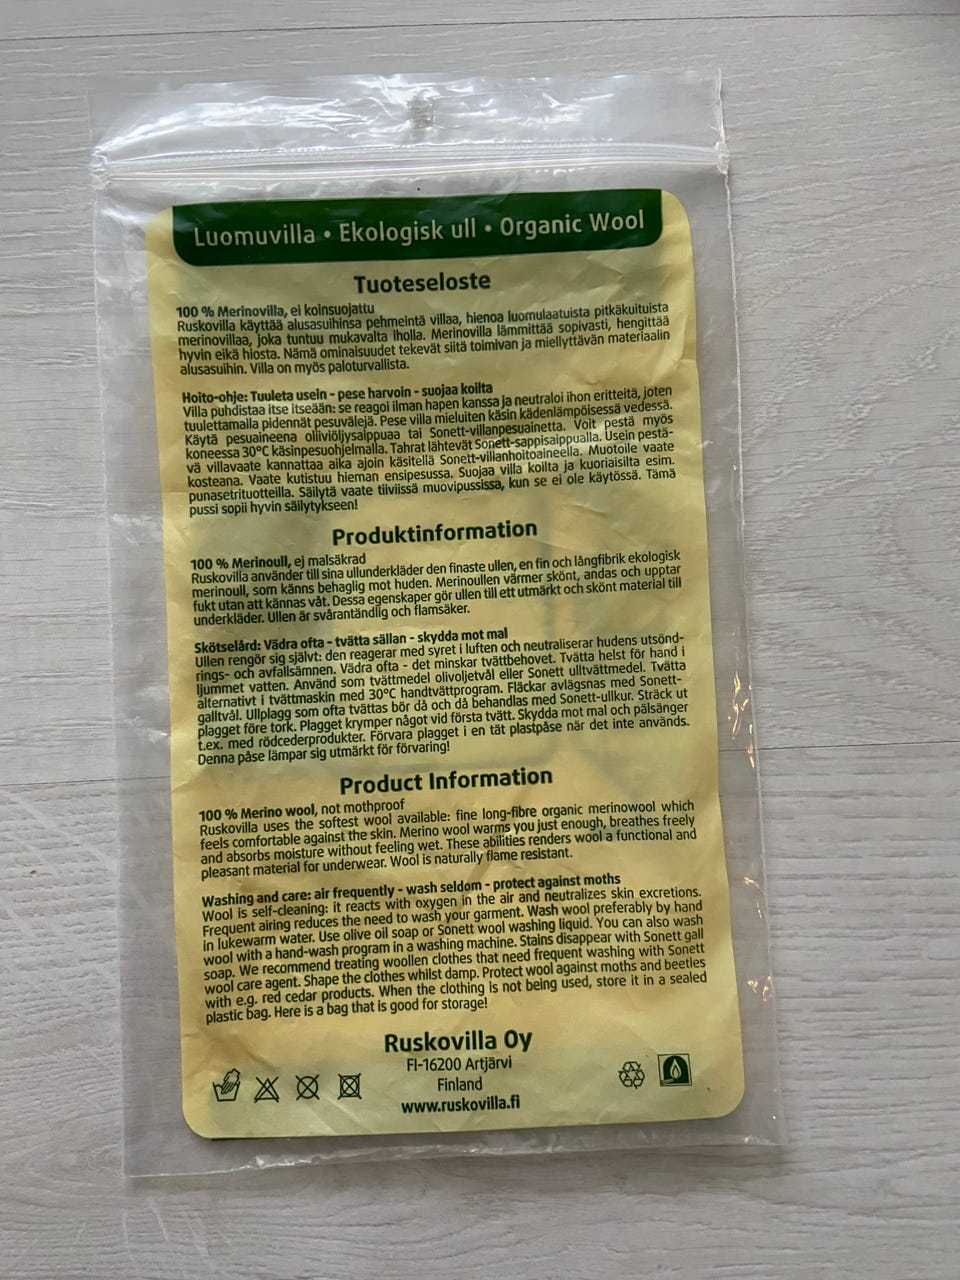 Luomuvilla • Ekologisk ull • Organic Wool
Tuoteseloste
100 % Merinovilla, ei koinsuojattu
Ruskovilla käyttää alusasuihinsa pehmeintä villaa, hienoa luomulaatuista pitkäkuituista
merinovillaa, joka tuntuu mukavalta iholla. Merinovilla lämmittää sopivasti, hengittää
hyvin eikä hiosta. Nämä ominaisuudet tekevät siitä toimivan ja miellyttävän materiaalin
alusasuihin. Villa on myös paloturvallista.
Hoito-ohje: Tuuleta usein - pese harvoin - suojaa koilta
Villa puhdistaa itse itseään: se reagoi ilman hapen kanssa ja neutraloi ihon eritteitä, joten
tuulettamalla pidennät pesuvälejä. Pese villa mieluiten käsin kädenlämpöisessä vedessä.
Käytä pesuaineena oliiviöljysaippuaa tai Sonett-villanpesuainetta. Voit pestä myös
koneessa 30°C käsinpesuohjelmalla. Tahrat lähtevät Sonett-sappisaippualla. Usein pestä-
vä villavaate kannattaa aika ajoin käsitellä Sonett-villanhoitoaineella. Muotoile vaate
kosteana. Vaate kutistuu hieman ensipesussa. Suojaa villa koilta ja kuoriaisilta esim.
punasetrituotteilla. Säilytä vaate tiiviissä muovipussissa, kun se ei ole käytössä. Tämä
pussi sopii hyvin säilytykseen!
Produktinformation
100 % Merinoull, ej malsäkrad
Ruskovilla använder till sina ullunderkläder den finaste ullen, en fin och långfibrik ekologisk
merinoull, som känns behaglig mot huden. Merinoullen värmer skönt, andas och upptar
fukt utan att kännas våt. Dessa egenskaper gör ullen till ett utmärkt och skönt material till
underkläder. Ullen är svårantändlig och flamsäker.
Skötselård: Vädra ofta - tvätta sällan - skydda mot mal
Ullen rengör sig självt: den reagerar med syret i luften och neutraliserar hudens utsönd-
rings- och avfallsämnen. Vädra ofta - det minskar tvättbehovet. Tvätta helst för hand i
ljummet vatten. Använd som tvättmedel olivoljetvål eller Sonett ulltvättmedel. Tvätta
alternativt i tvättmaskin med 30°C handtvättprogram. Fläckar avlägsnas med Sonett-
galltvål. Ullplagg som ofta tvättas bör då och då behandlas med Sonett-ullkur. Sträck ut
plagget före tork. Plagget krymper något vid första tvätt. Skydda mot mal och pälsänger
t.ex. med rödcederprodukter. Förvara plagget i en tät plastpåse när det inte används.
Denna påse lämpar sig utmärkt för förvaring!
Product Information
100 % Merino wool, not mothproof
Ruskovilla uses the softest wool available: fine long-fibre organic merinowool which
feels comfortable against the skin. Merino wool warms you just enough, breathes freely
and absorbs moisture without feeling wet. These abilities renders wool a functional and
pleasant material for underwear. Wool is naturally flame resistant.
Washing and care: air frequently - wash seldom - protect against moths
Wool is self-cleaning: it reacts with oxygen in the air and neutralizes skin excretions.
Frequent airing reduces the need to wash your garment. Wash wool preferably by hand
in lukewarm water. Use olive oil soap or Sonett wool washing liquid. You can also wash
wool with a hand-wash program in a washing machine. Stains disappear with Sonett gall
soap. We recommend treating woollen clothes that need frequent washing with Sonett
wool care agent. Shape the clothes whilst damp. Protect wool against moths and beetles
with e.g. red cedar products. When the clothing is not being used, store it in a sealed
plastic bag. Here is a bag that is good for storage!
Ruskovilla Oy
FI-16200 Artjärvi
Finland
www.ruskovilla.fi